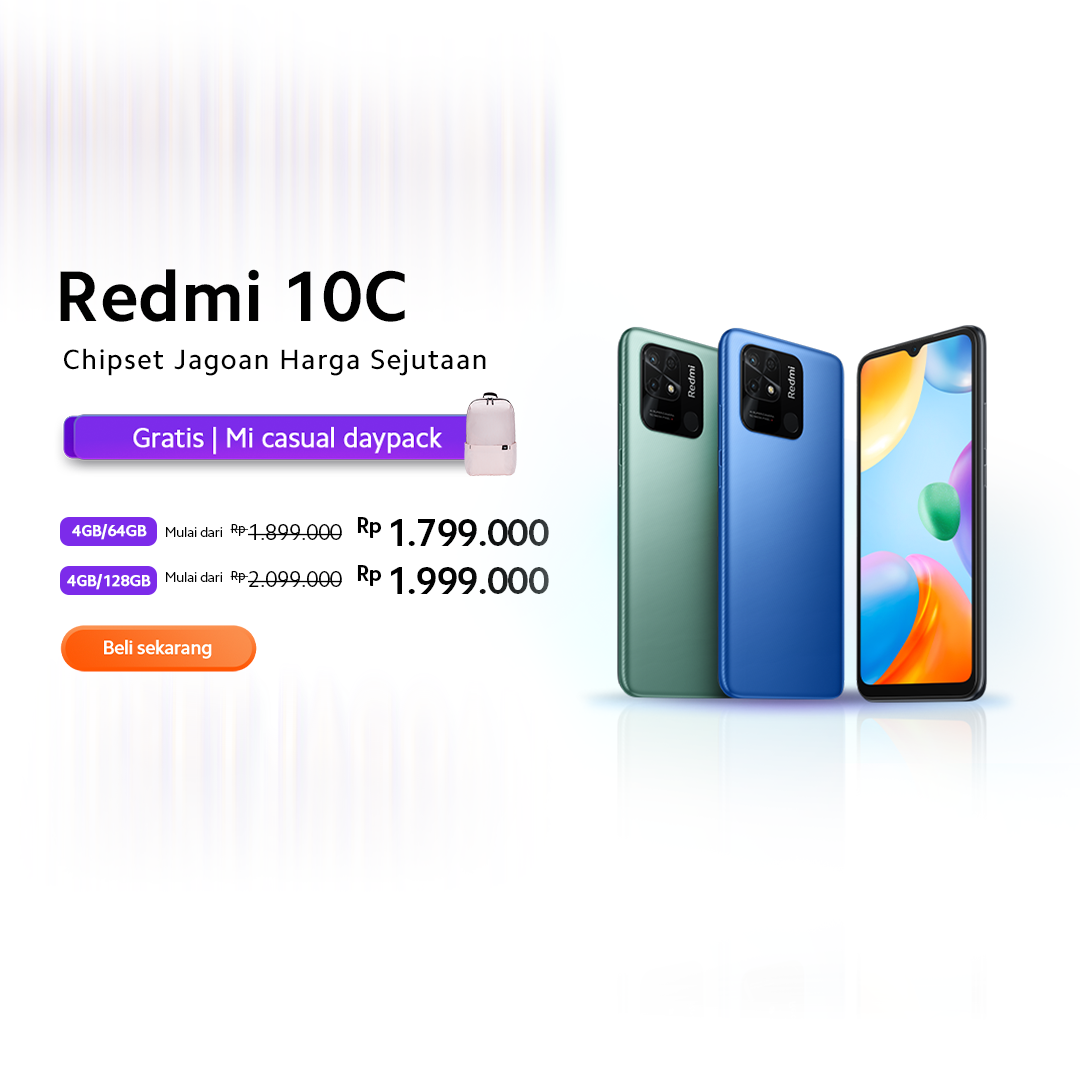 Redmi 10C
Chipset Jagoan Harga Sejutaan
Gratis | Mi casual daypack
4GB/64GB Mulai dari Rp 1.899.000 Rp 1.799.000
4GB/128GB Mulai dari Rp 2.099.000 Rp 1.999.000
Beli sekarang
Redmi
Redmi